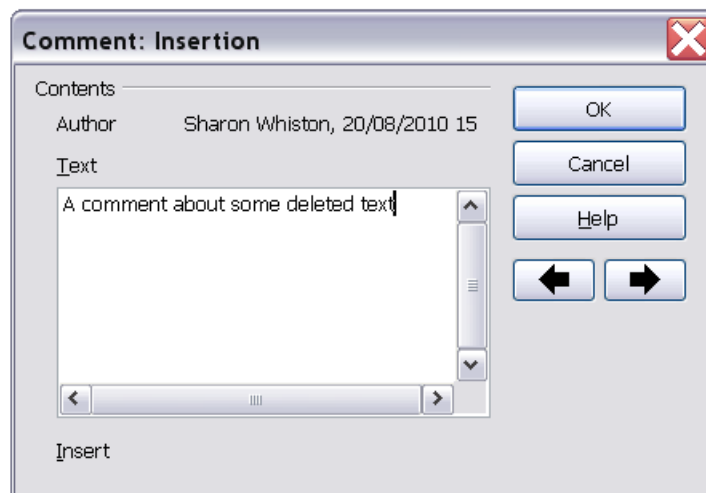 Comment: Insertion
Contents
Author Sharon Whiston, 20/08/2010 15
Text
A comment about some deleted text
Insert
OK
Cancel
Help